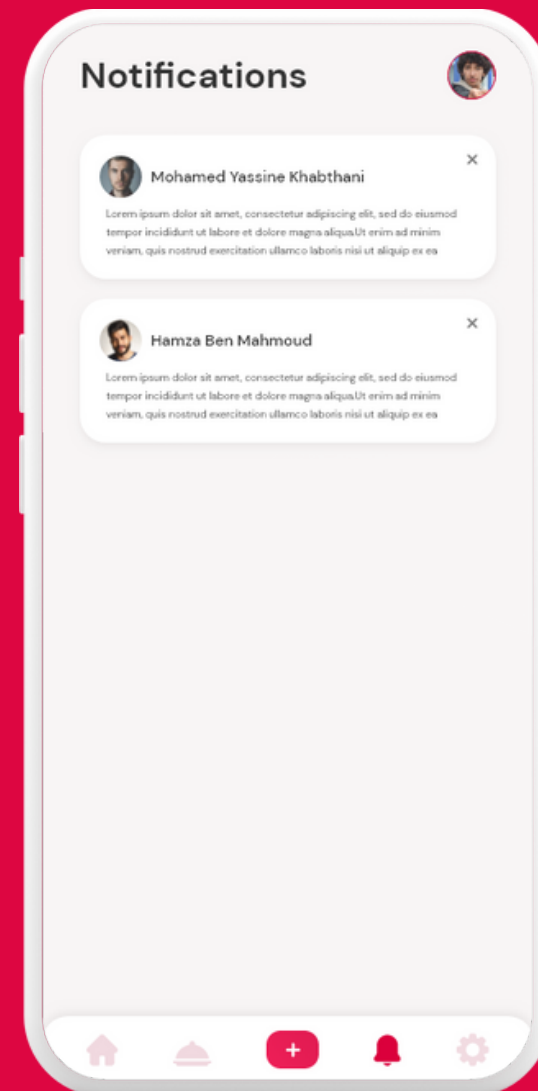 Notifications
Mohamed Yassine Khabthani
Lorem ipsum dolor sit amet, consectetur adipiscing elit, sed do eiusmod
tempor incididunt ut labore et dolore magna aliqua.Ut enim ad minim
veniam, quis nostrud exercitation ullamco laboris nisi ut aliquip ex ea
Hamza Ben Mahmoud
Lorem ipsum dolor sit amet, consectetur adipiscing elit, sed do eiusmod
tempor incididunt ut labore et dolore magna aliqua.Ut enim ad minim
veniam, quis nostrud exercitation ullamco laboris nisi ut aliquip ex ea